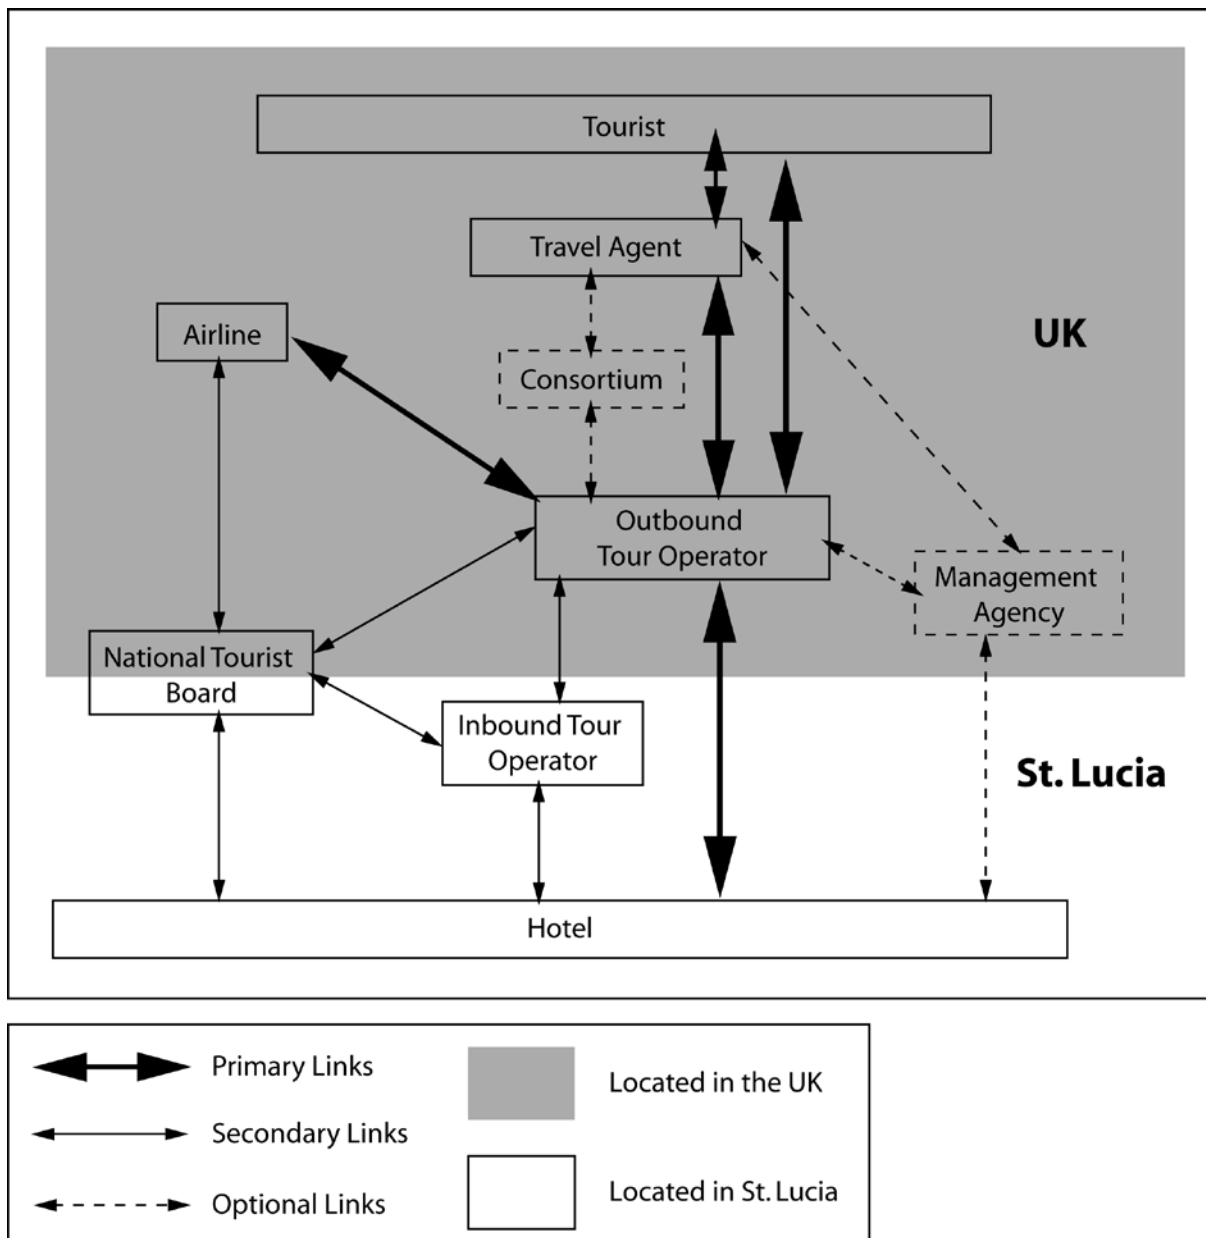 Tourist
Travel Agent
Airline
UK
Consortium
Outbound
Tour Operator
Management
Agency
National Tourist
Board
Inbound Tour
Operator
St. Lucia
Hotel
Primary Links
Located in the UK
Secondary Links
Located in St. Lucia
Optional Links